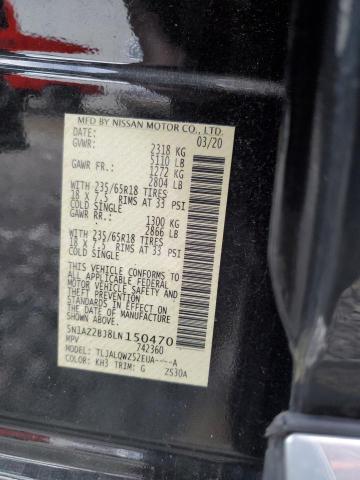 MFD BY NISSAN MOTOR CO., LTD.
DATE: 03/20
GVWR: 2318 KG
5110 LB
GAWR FR.: 1272 KG
2804 LB
WITH 235/65R18 TIRES
18 X 7.5 RIMS AT 33 PSI
COLD SINGLE
GAWR RR.: 1300 KG
2866 LB
WITH 235/65R18 TIRES
18 X 7.5 RIMS AT 33 PSI
COLD SINGLE
THIS VEHICLE CONFORMS TO
ALL APPLICABLE FEDERAL
MOTOR VEHICLE SAFETY AND
THEFT PREVENTION
STANDARDS IN EFFECT ON
THE DATE OF MANUFACTURE
SHOWN ABOVE.
5N1AZ2BJ8LN150470
MPV 742360
MODEL: TLJALQWZ52EUA----A
COLOR: KH3 TRIM: G Z530A